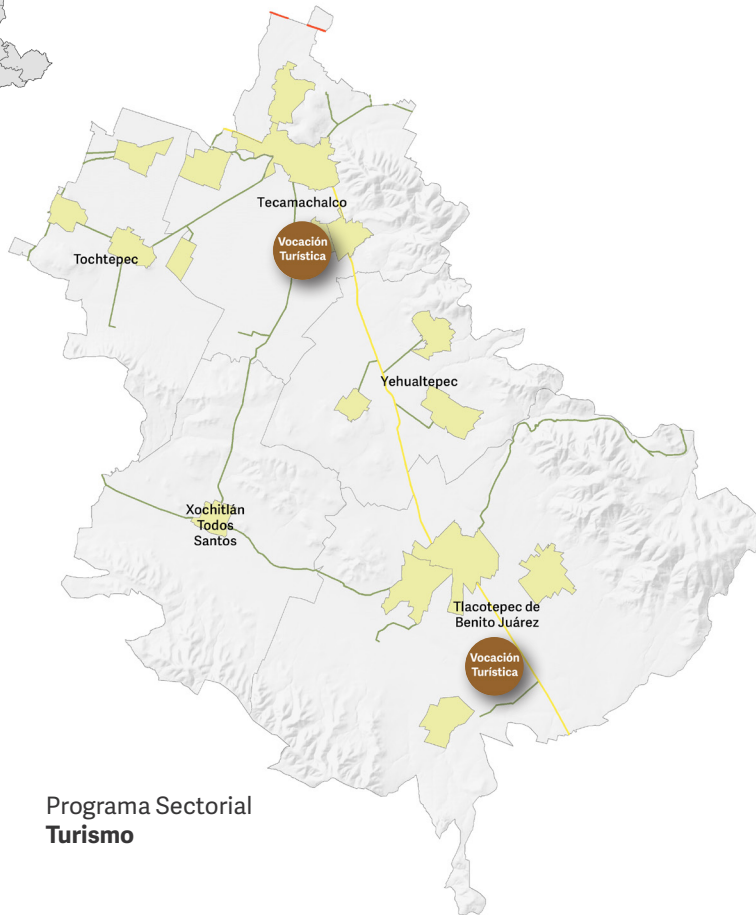 Tecamachalco
Vocación
Turística
Tochtepec
Yehualtepec
Xochitlán
Todos
Santos
Tlacotepec de
Benito Juárez
Vocación
Turística
Programa Sectorial
Turismo